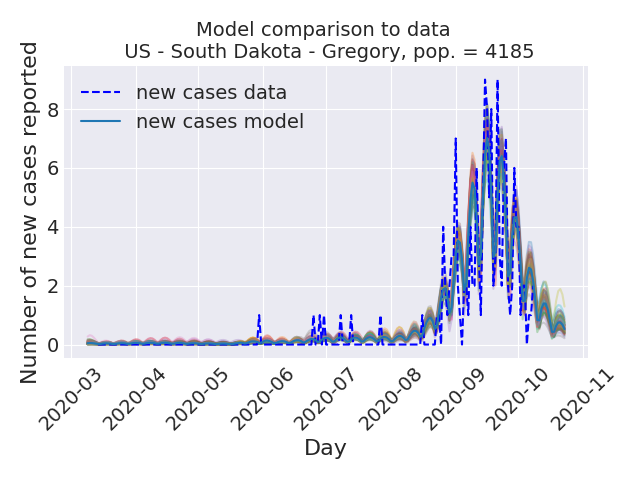 Model comparison to data
US - South Dakota - Gregory, pop. = 4185
Number of new cases reported
new cases data
new cases model
8
6
4
2
0
2020-03
2020-04
2020-05
2020-06
2020-07
2020-08
2020-09
2020-10
2020-11
Day